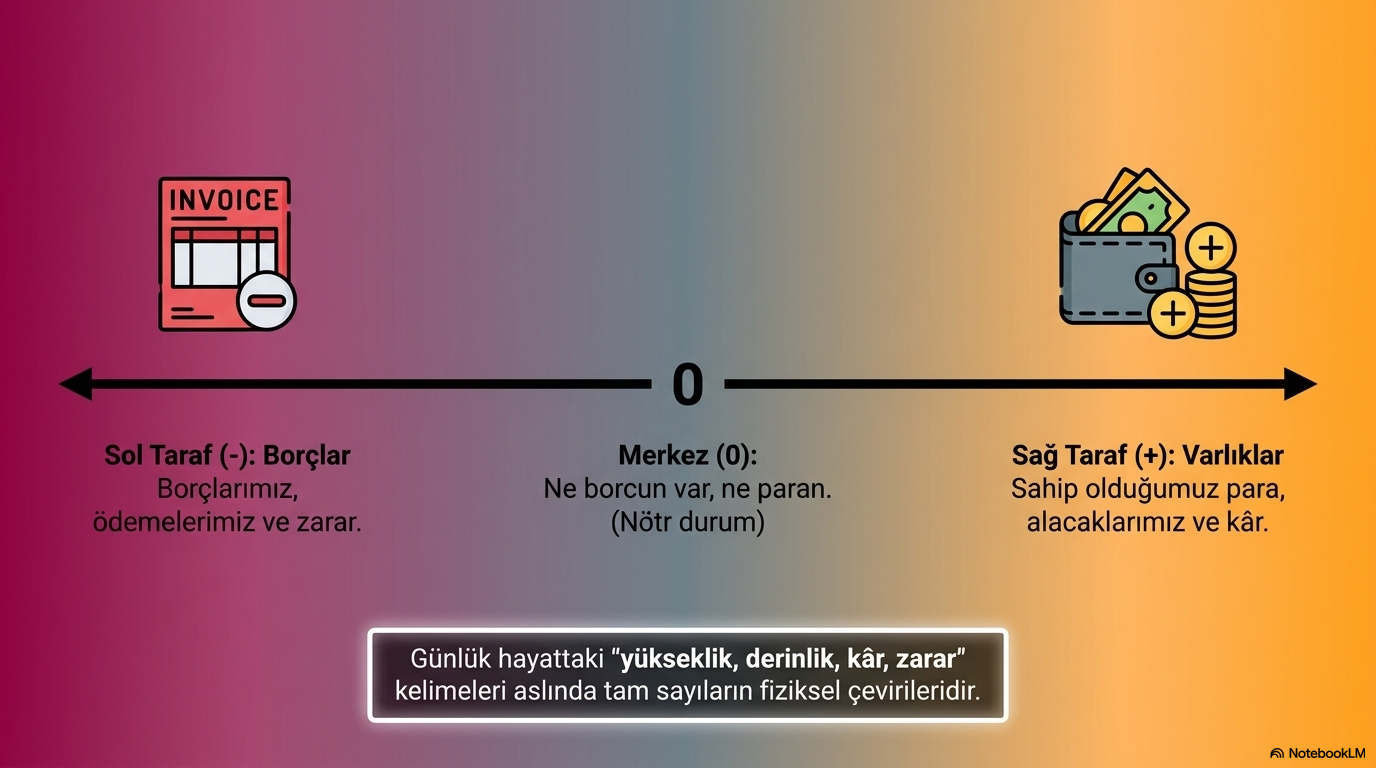 INVOICE
0
Sol Taraf (-): Borçlar
Borçlarımız,
ödemelerimiz ve zarar.
Merkez (0):
Ne borcun var, ne paran.
(Nötr durum)
Sağ Taraf (+): Varlıklar
Sahip olduğumuz para,
alacaklarımız ve kâr.
Günlük hayattaki "yükseklik, derinlik, kâr, zarar"
kelimeleri aslında tam sayıların fiziksel çevirileridir.
NotebookLM